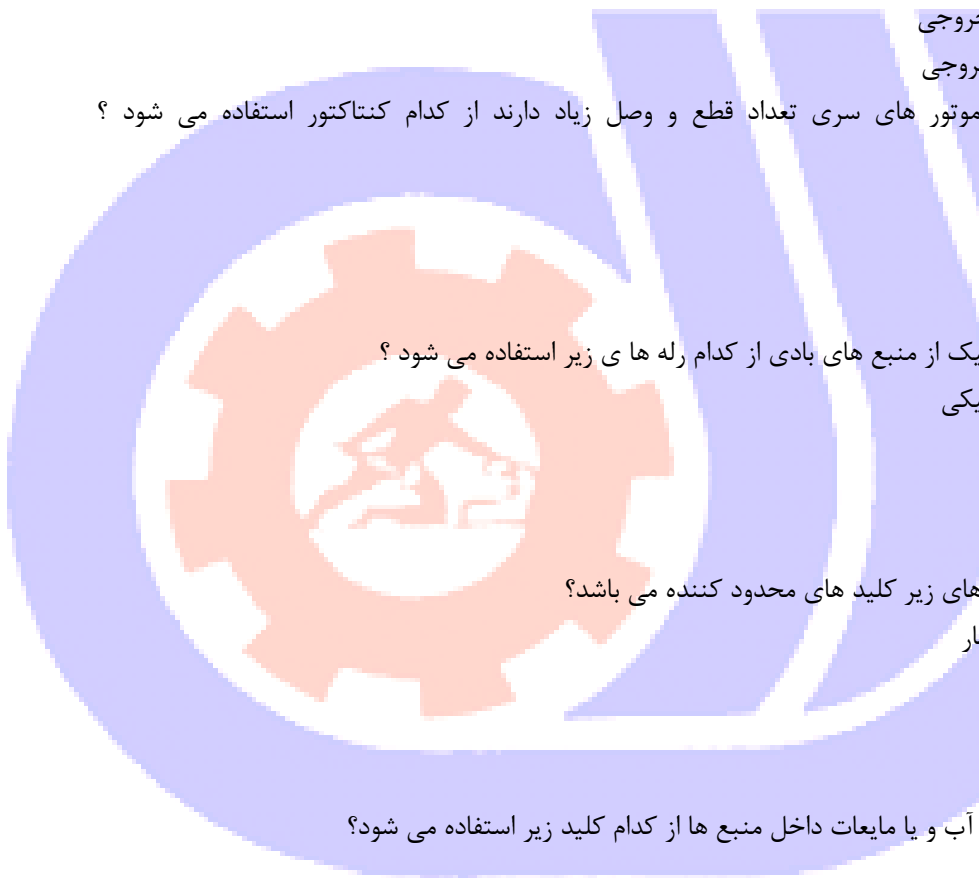 خروجی
روجی
موتور های سری تعداد قطع و وصل زیاد دارند از کدام کنتاکتور استفاده می شود ؟
یک از منبع های بادی از کدام رله ها ی زیر استفاده می شود ؟
یکی
های زیر کلید های محدود کننده می باشد؟
ار
آب و یا مایعات داخل منبع ها از کدام کلید زیر استفاده می شود؟